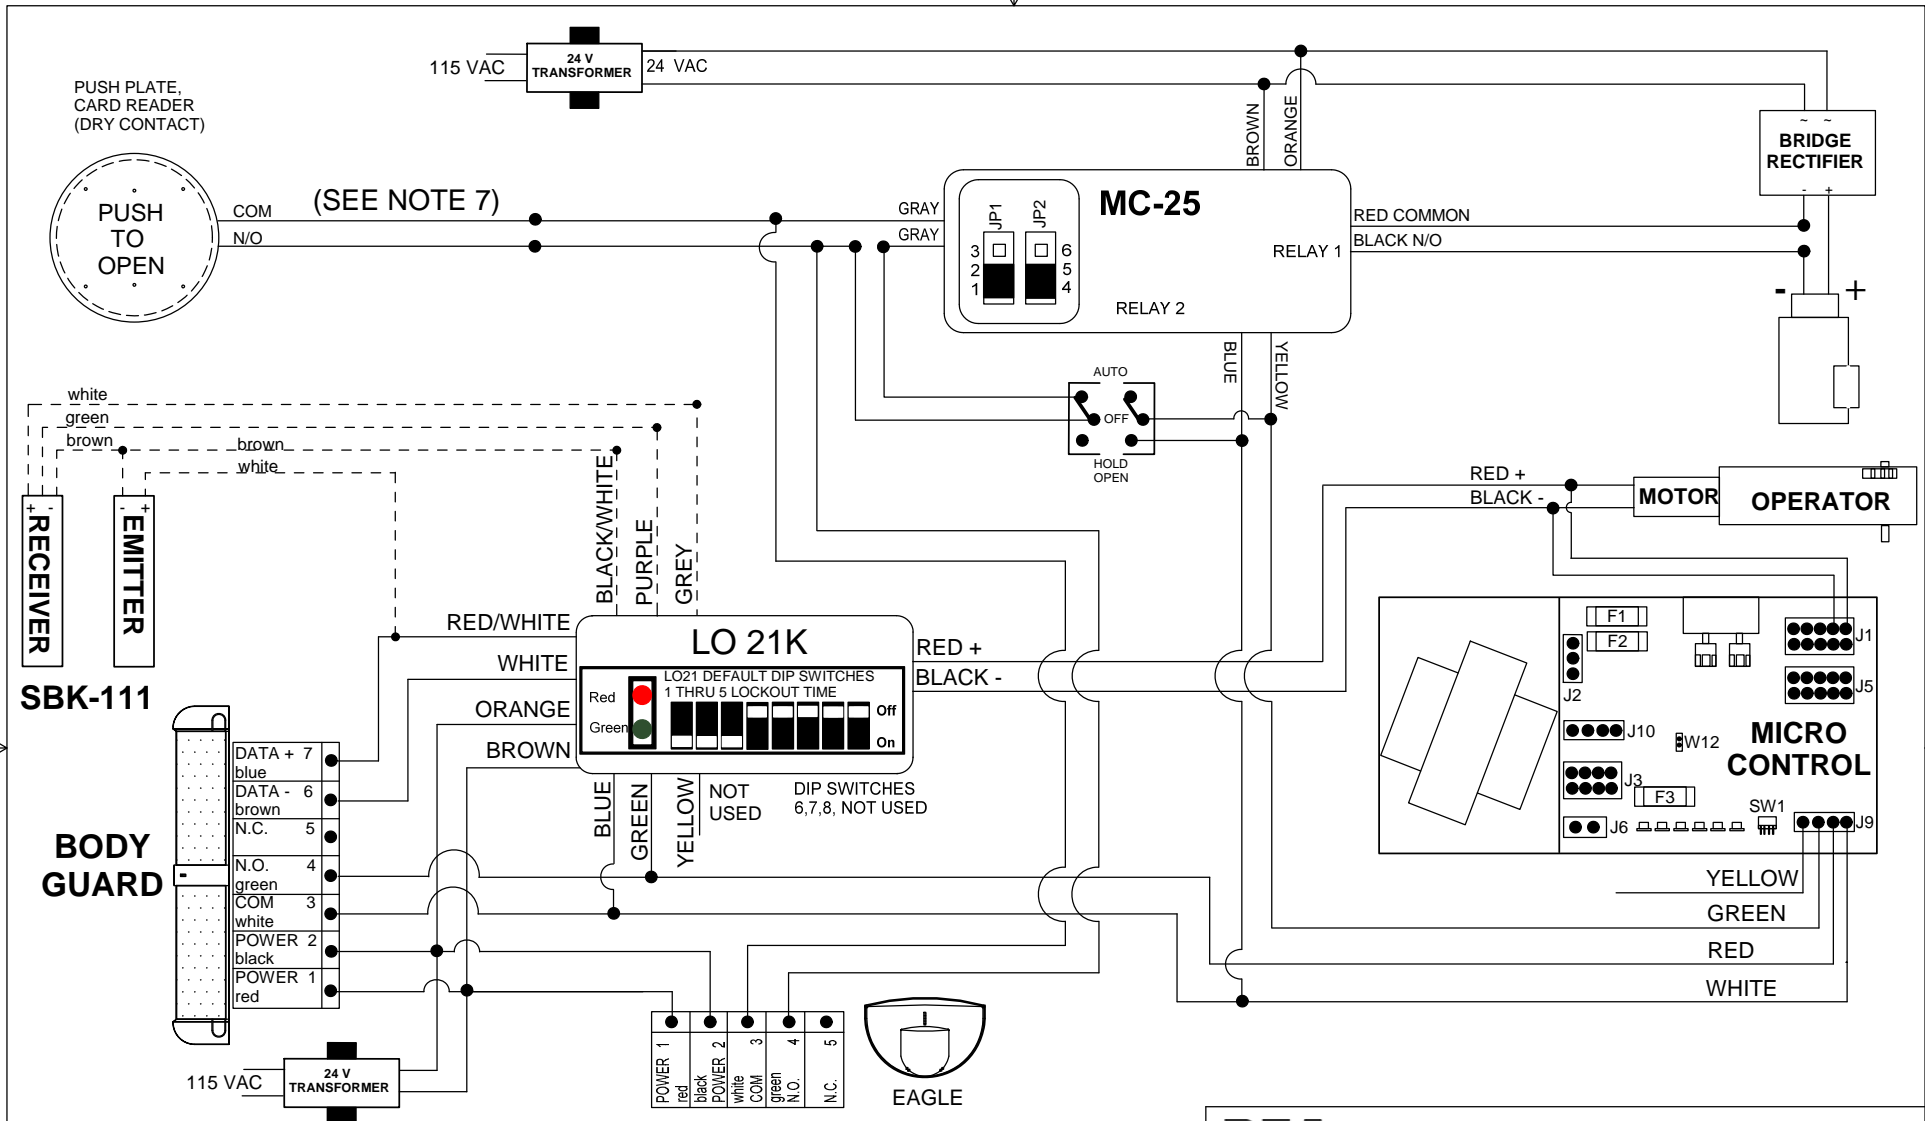 115 VAC
24 V
TRANSFORMER
24 VAC
PUSH PLATE,
CARD READER
(DRY CONTACT)
PUSH
TO
OPEN
COM
N/O
(SEE NOTE 7)
GRAY
GRAY
BROWN
ORANGE
MC-25
JP1
JP2
3
2
1
6
5
4
RELAY 1
RELAY 2
RED COMMON
BLACK N/O
~ ~
BRIDGE
RECTIFIER
- +
- +
BLUE
YELLOW
AUTO
OFF
HOLD
OPEN
white
green
brown
brown
white
+ -
RECEIVER
- +
EMITTER
SBK-111
BLACK/WHITE
PURPLE
GREY
RED/WHITE
WHITE
ORANGE
BROWN
LO 21K
LO21 DEFAULT DIP SWITCHES
1 THRU 5 LOCKOUT TIME
Red
Green
Off
On
RED +
BLACK -
BLUE
GREEN
YELLOW
NOT
USED
DIP SWITCHES
6,7,8, NOT USED
RED +
BLACK -
MOTOR
OPERATOR
F1
F2
J1
J2
J5
J10
W12
MICRO
CONTROL
J3
F3
SW1
J6
J9
YELLOW
GREEN
RED
WHITE
BODY
GUARD
DATA + 7
blue
DATA - 6
brown
N.C. 5
N.O. 4
green
COM 3
white
POWER 2
black
POWER 1
red
115 VAC
24 V
TRANSFORMER
POWER 1
red
black
POWER 2
white
COM 3
green
N.O. 4
N.C. 5
EAGLE